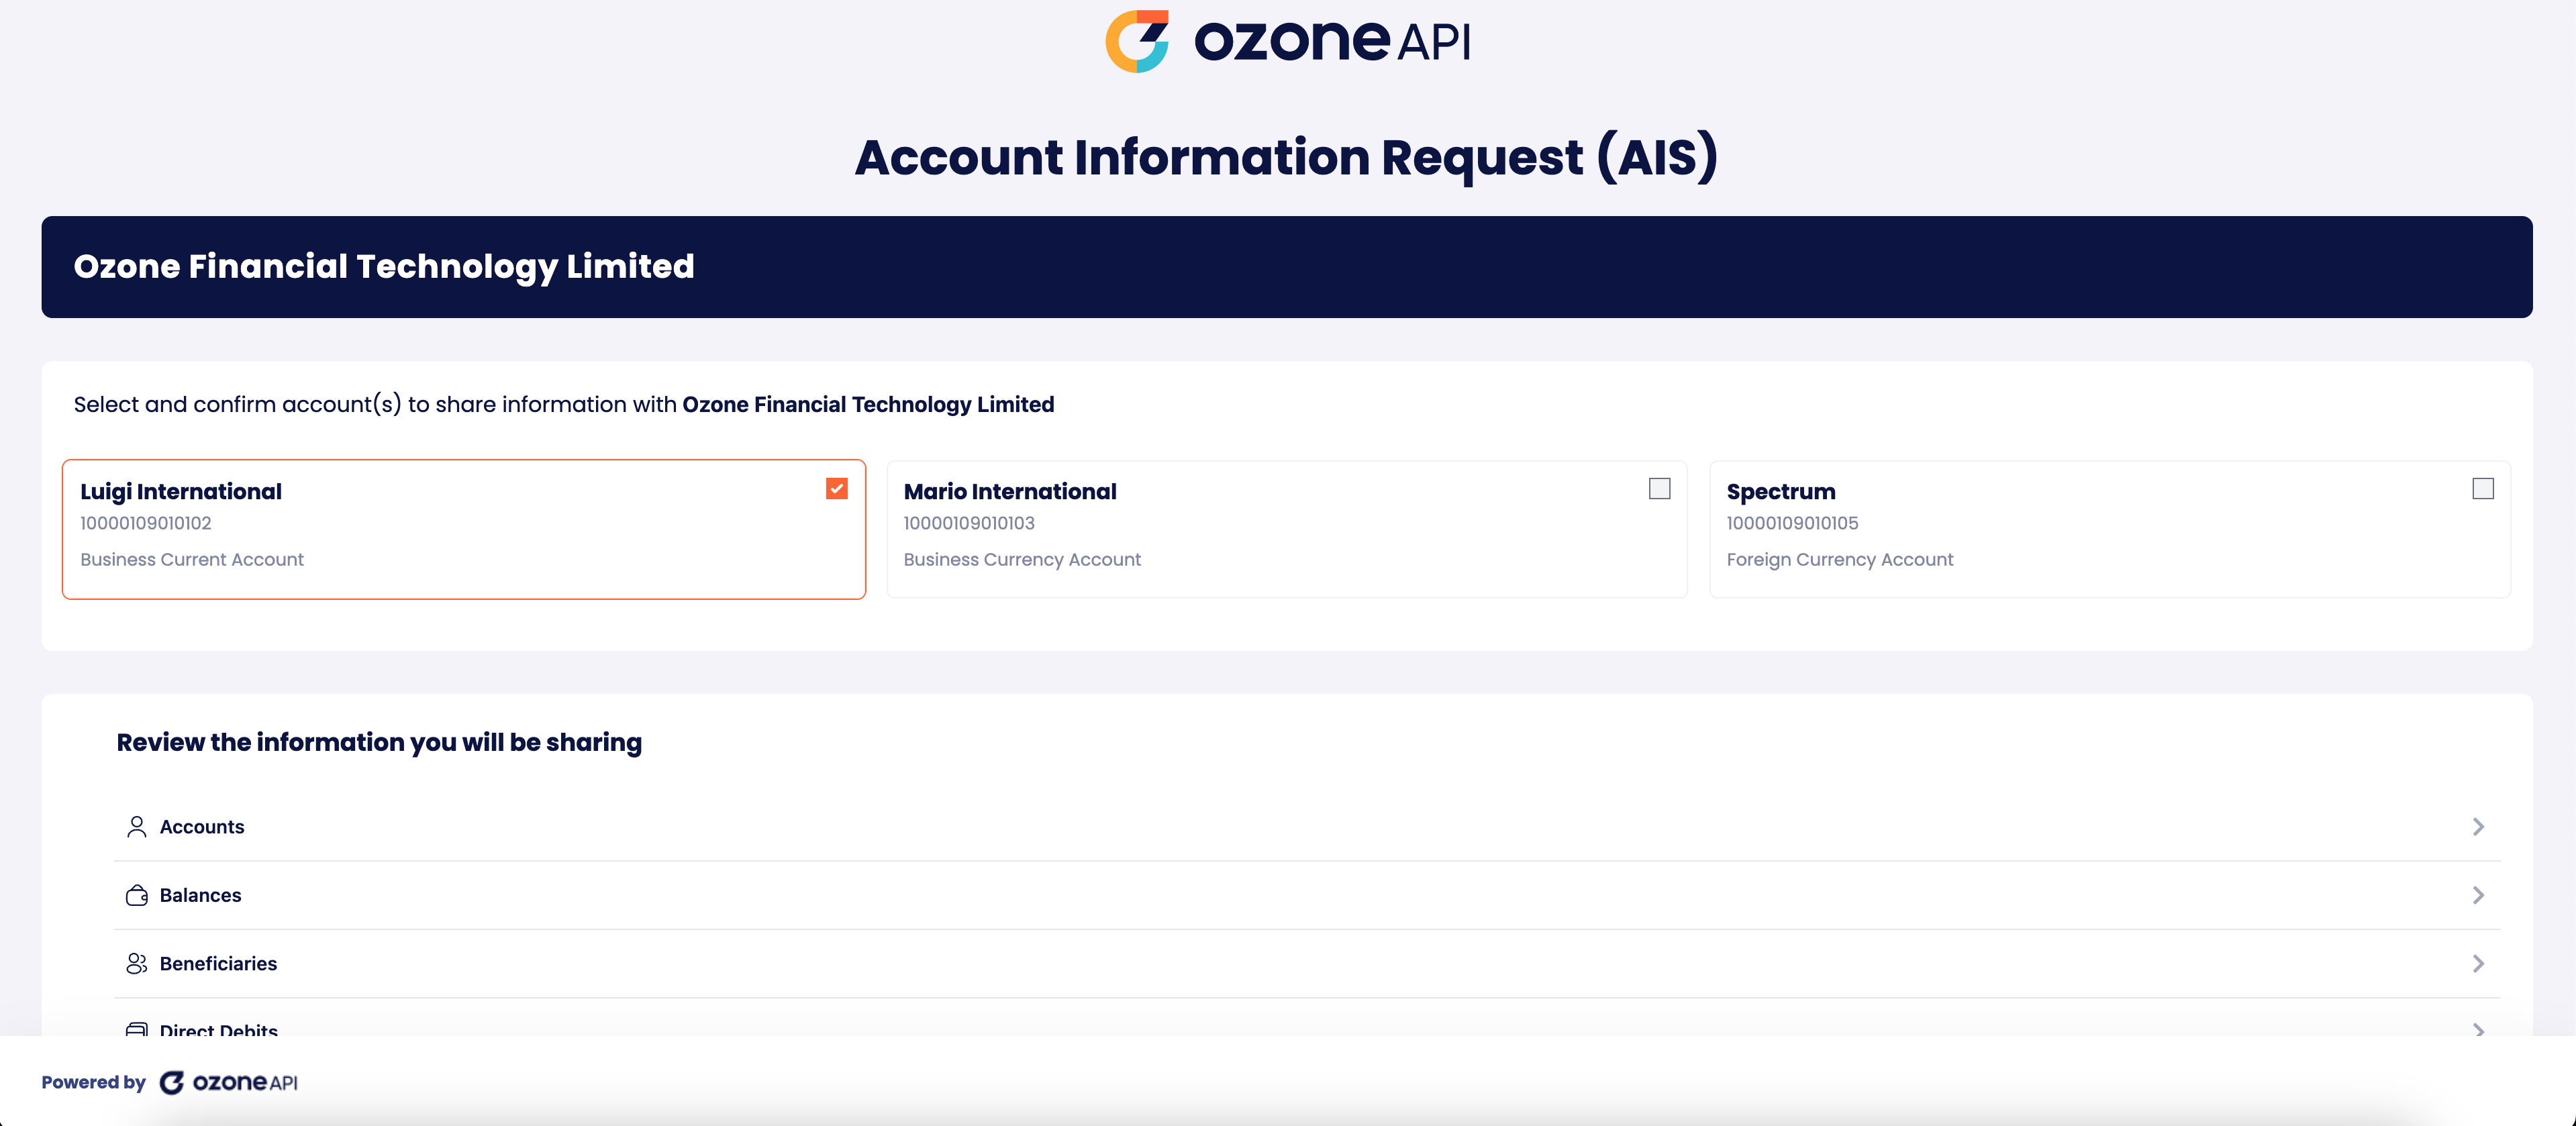 ozone API
Account Information Request (AIS)
Ozone Financial Technology Limited
Select and confirm account(s) to share information with Ozone Financial Technology Limited
Luigi International
10000109010102
Business Current Account
Mario International
10000109010103
Business Currency Account
Spectrum
10000109010105
Foreign Currency Account
Review the information you will be sharing
Accounts
Balances
Beneficiaries
Direct Debits
Powered by ozone API